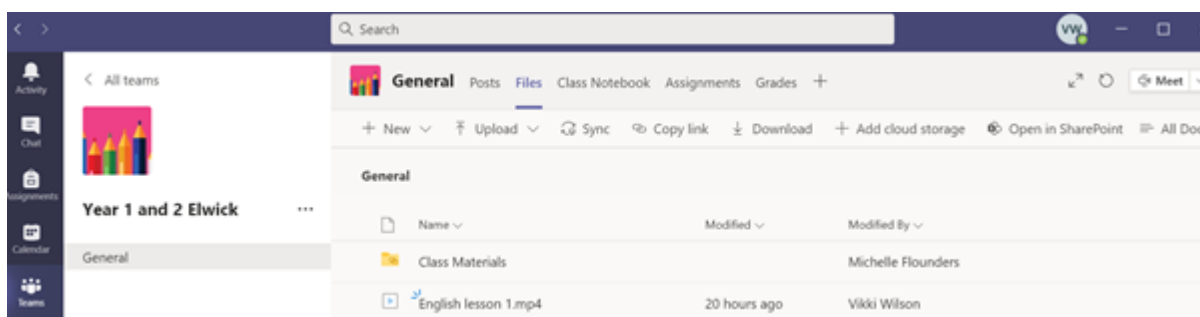 Search
VW
Activity
Chat
Assignments
Calendar
Teams
All teams
Year 1 and 2 Elwick
General
General Posts Files Class Notebook Assignments Grades
Meet
New Upload Sync Copy link Download Add cloud storage Open in SharePoint All Doc
General
Name Modified Modified By
Class Materials Michelle Flounders
English lesson 1.mp4 20 hours ago Vikki Wilson